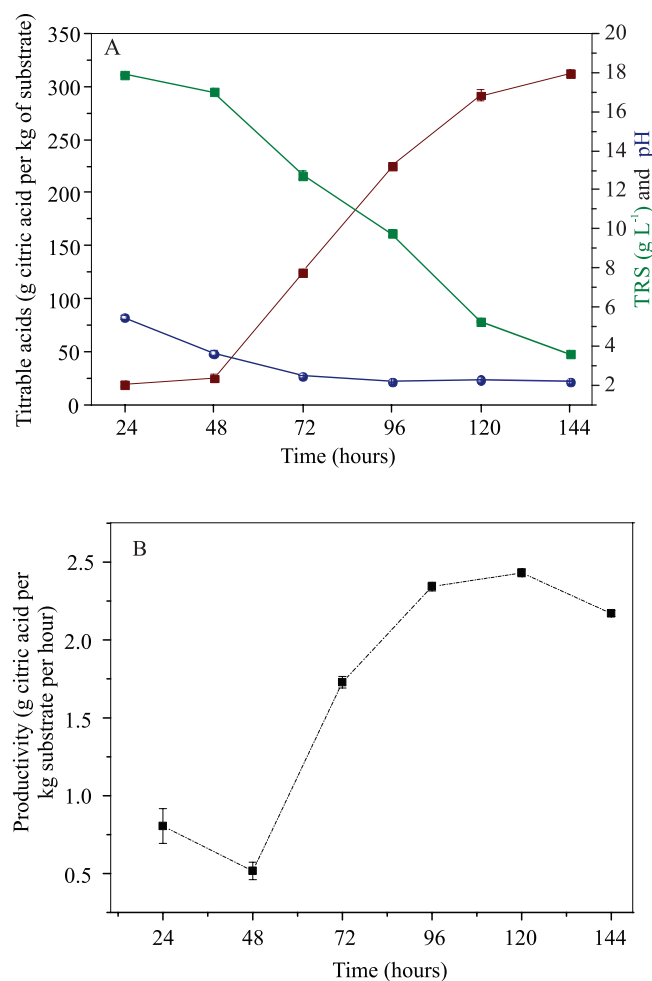 A
Titrable acids (g citric acid per kg of substrate)
350
300
250
200
150
100
50
0
20
18
16
14
12
10
8
6
4
2
TRS (g L⁻¹) and pH
24 48 72 96 120 144
Time (hours)
B
Productivity (g citric acid per
kg substrate per hour)
2.5
2.0
1.5
1.0
0.5
24 48 72 96 120 144
Time (hours)